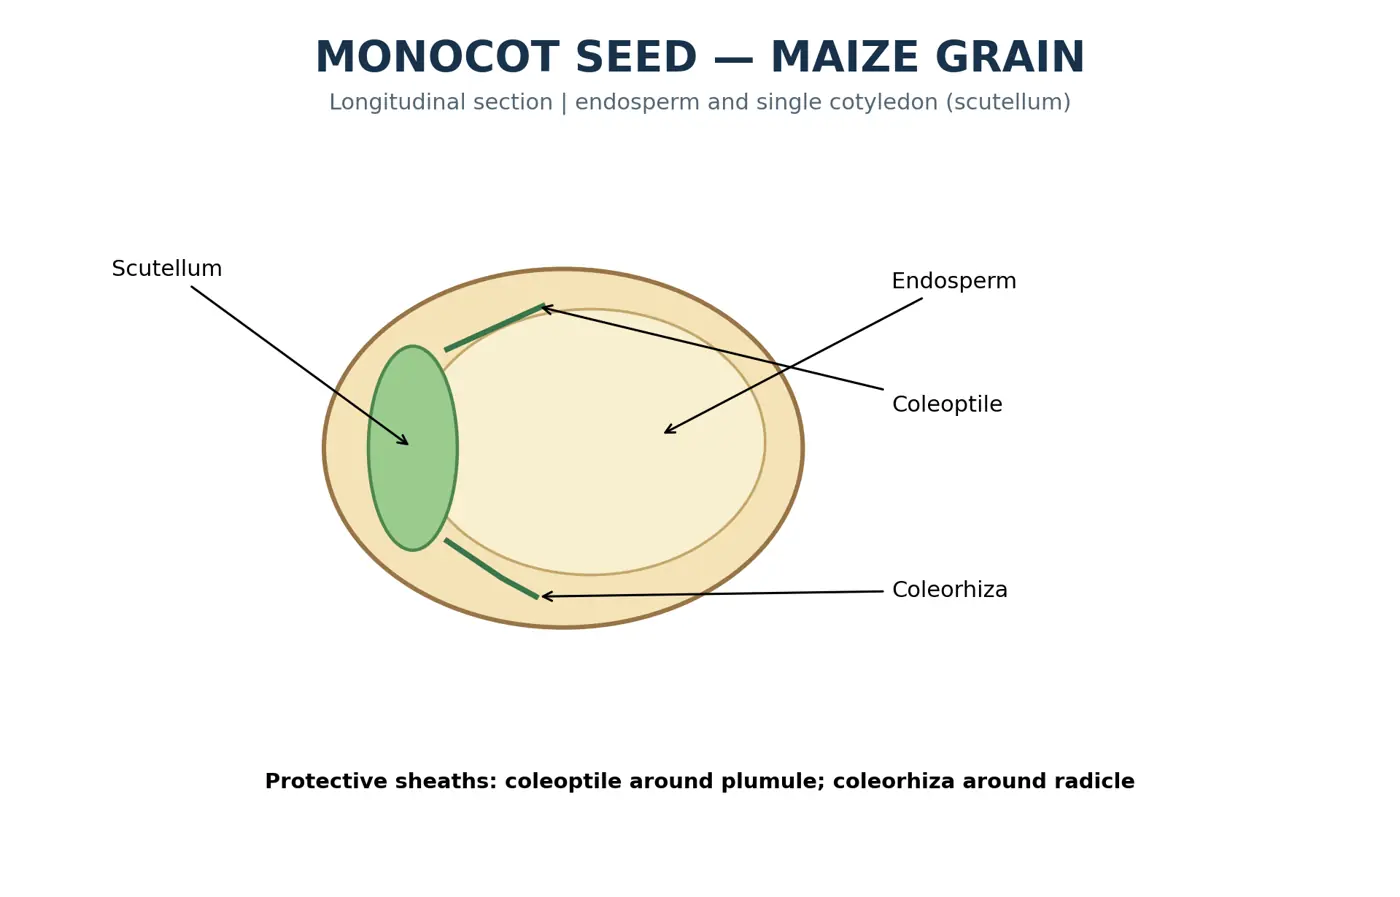 MONOCOT SEED — MAIZE GRAIN
Longitudinal section | endosperm and single cotyledon (scutellum)
Scutellum
Endosperm
Coleoptile
Coleorhiza
Protective sheaths: coleoptile around plumule; coleorhiza around radicle